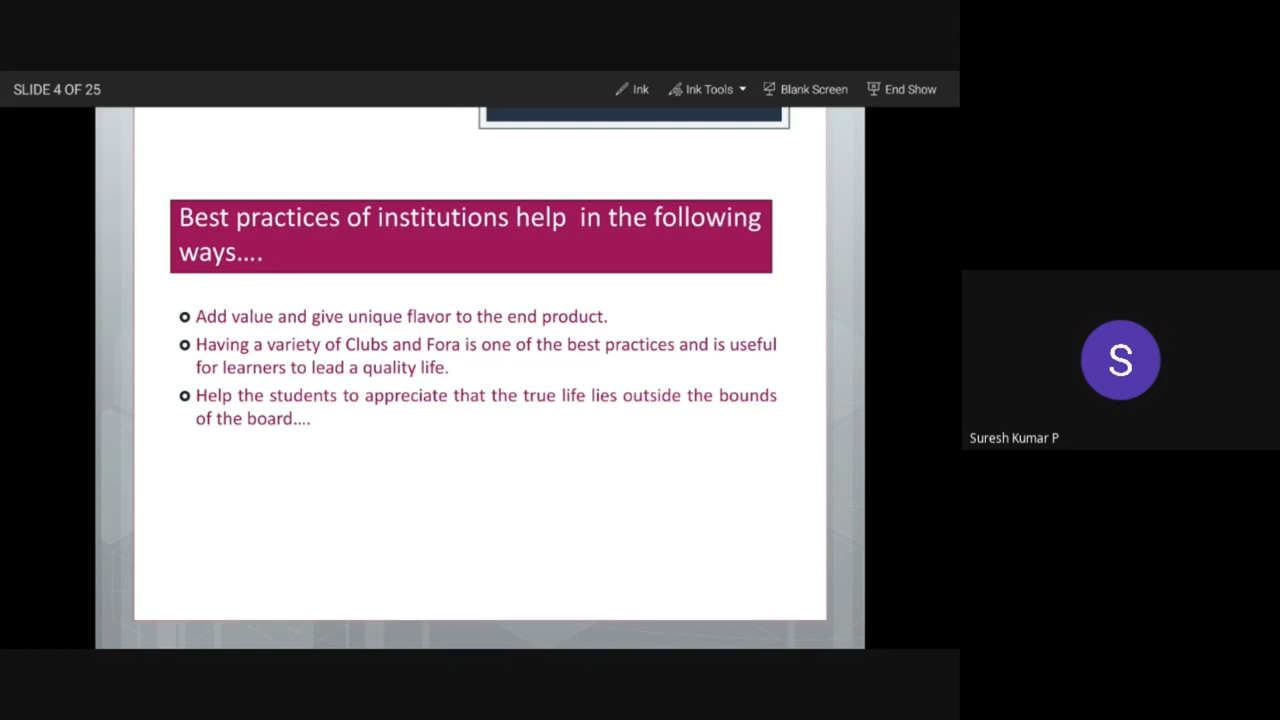 SLIDE 4 OF 25
Ink
Ink Tools
Blank Screen
End Show
Best practices of institutions help in the following
ways....
Add value and give unique flavor to the end product.
Having a variety of Clubs and Fora is one of the best practices and is useful
for learners to lead a quality life.
Help the students to appreciate that the true life lies outside the bounds
of the board....
S
Suresh Kumar P